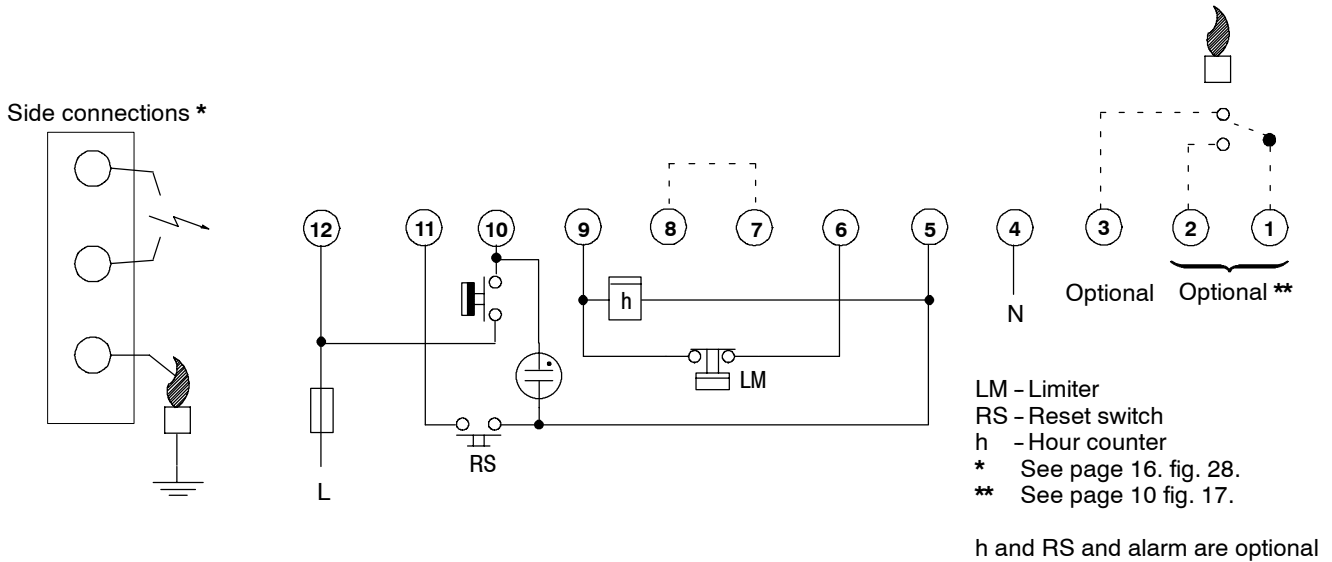 Side connections *
12
11
10
9
8
7
6
5
4
3
2
1
h
N
Optional
Optional **
LM
RS
L
LM – Limiter
RS – Reset switch
h – Hour counter
* See page 16. fig. 28.
** See page 10 fig. 17.
h and RS and alarm are optional